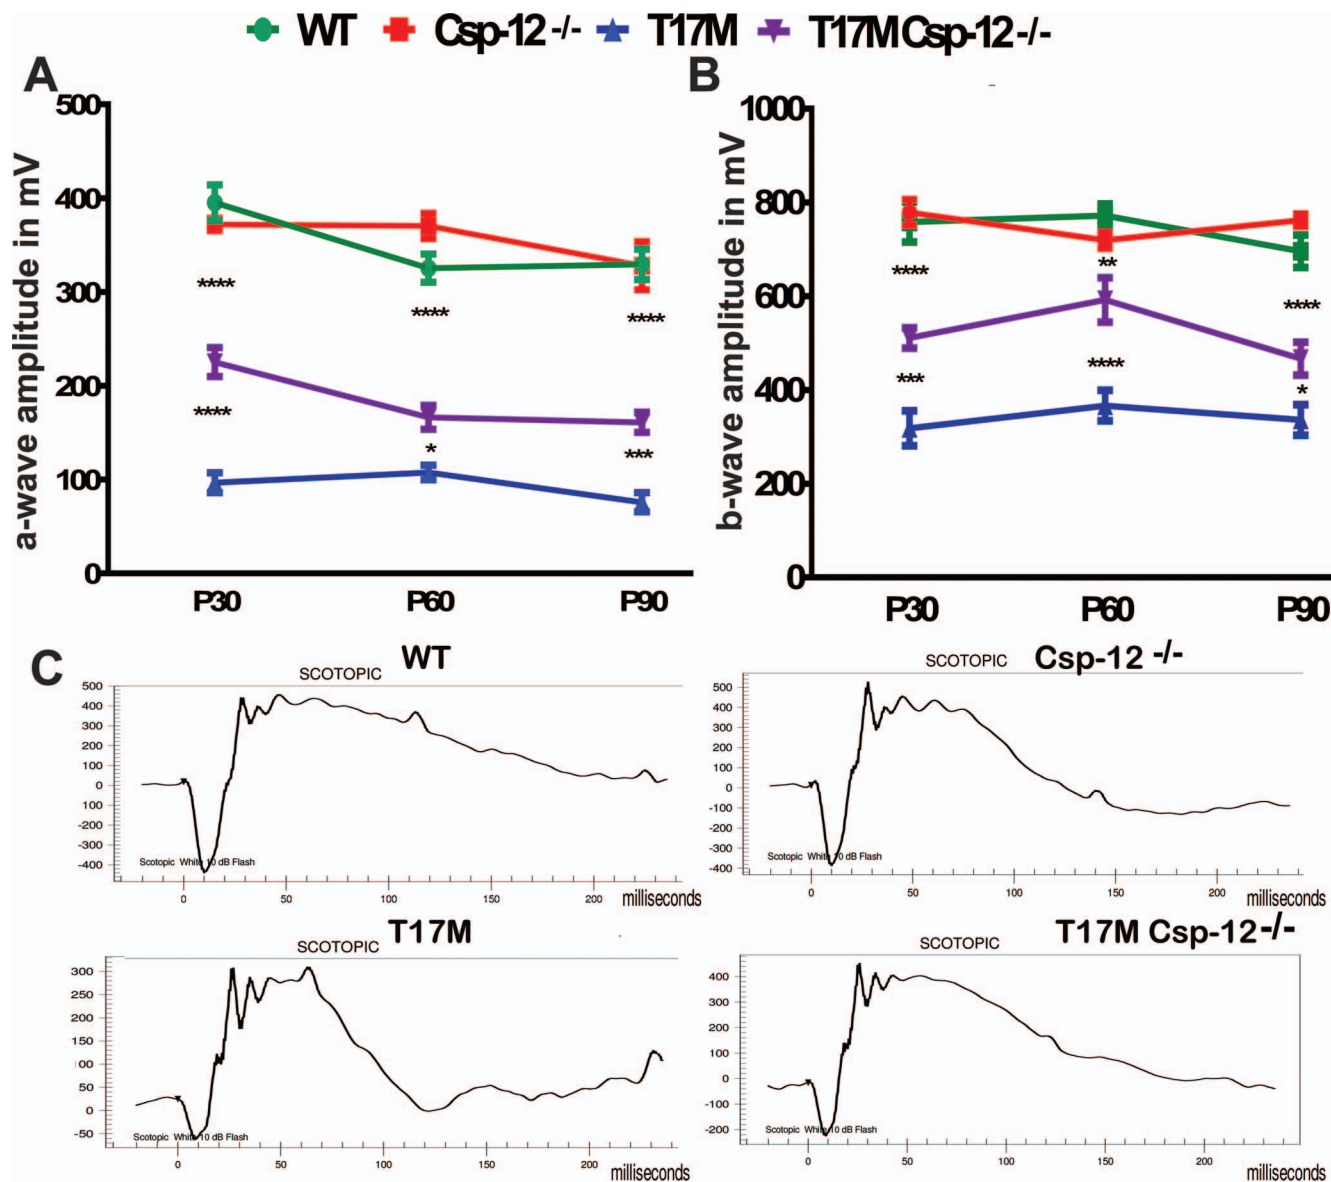 WT Csp-12 -/- T17M T17M Csp-12 -/-
A
a-wave amplitude in mV
500
400
300
200
100
0
**** **** ****
**** * ***
P30 P60 P90
B
b-wave amplitude in mV
1000
800
600
400
200
0
**** ** ****
*** **** *
P30 P60 P90
C
WT
SCOTOPIC
500
400
300
200
100
0
-100
-200
-300
-400
Scotopic White 10 dB Flash
0 50 100 150 200 milliseconds
Csp-12 -/-
SCOTOPIC
500
400
300
200
100
0
-100
-200
-300
-400
Scotopic White 10 dB Flash
0 50 100 150 200 milliseconds
T17M
SCOTOPIC
300
250
200
150
100
50
0
-50
Scotopic White 10 dB Flash
0 50 100 150 200 milliseconds
T17M Csp-12-/-
SCOTOPIC
400
300
200
100
0
-100
-200
Scotopic White 10 dB Flash
0 50 100 150 200 milliseconds